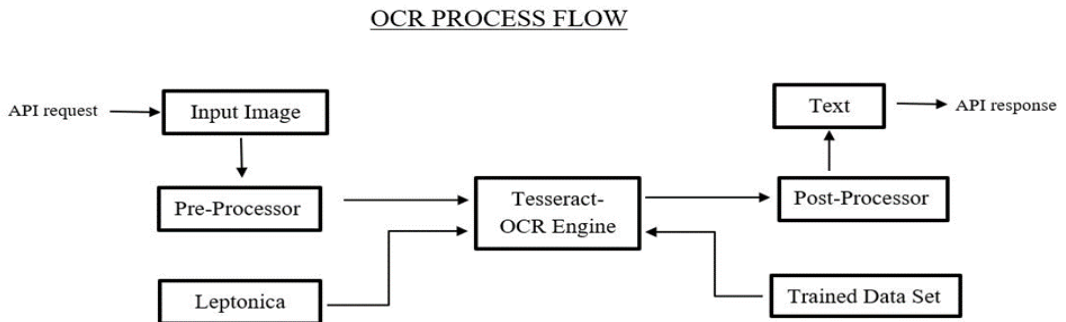 OCR PROCESS FLOW
API request
Input Image
Text
API response
Pre-Processor
Tesseract-
OCR Engine
Post-Processor
Leptonica
Trained Data Set